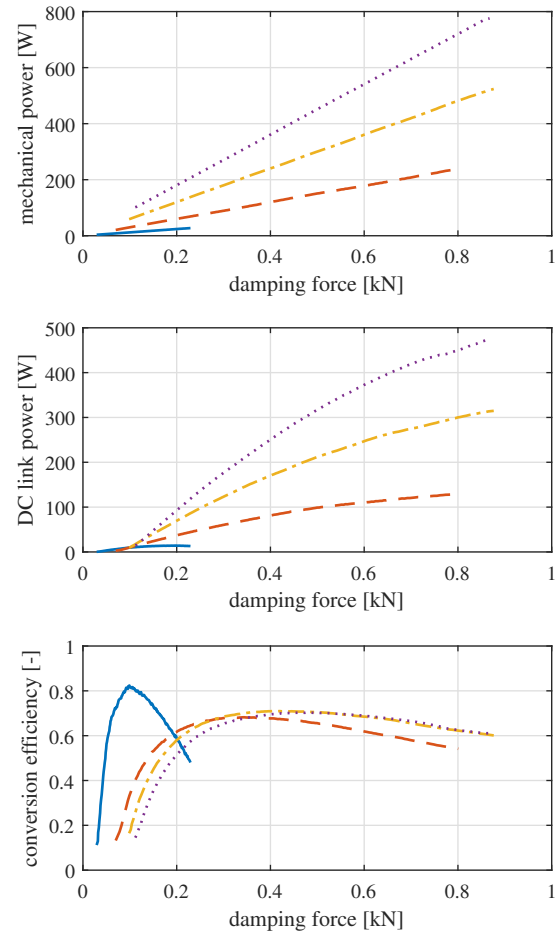 mechanical power [W]
800
600
400
200
0
0 0.2 0.4 0.6 0.8 1
damping force [kN]
DC link power [W]
500
400
300
200
100
0
0 0.2 0.4 0.6 0.8 1
damping force [kN]
conversion efficiency [-]
1
0.8
0.6
0.4
0.2
0
0 0.2 0.4 0.6 0.8 1
damping force [kN]